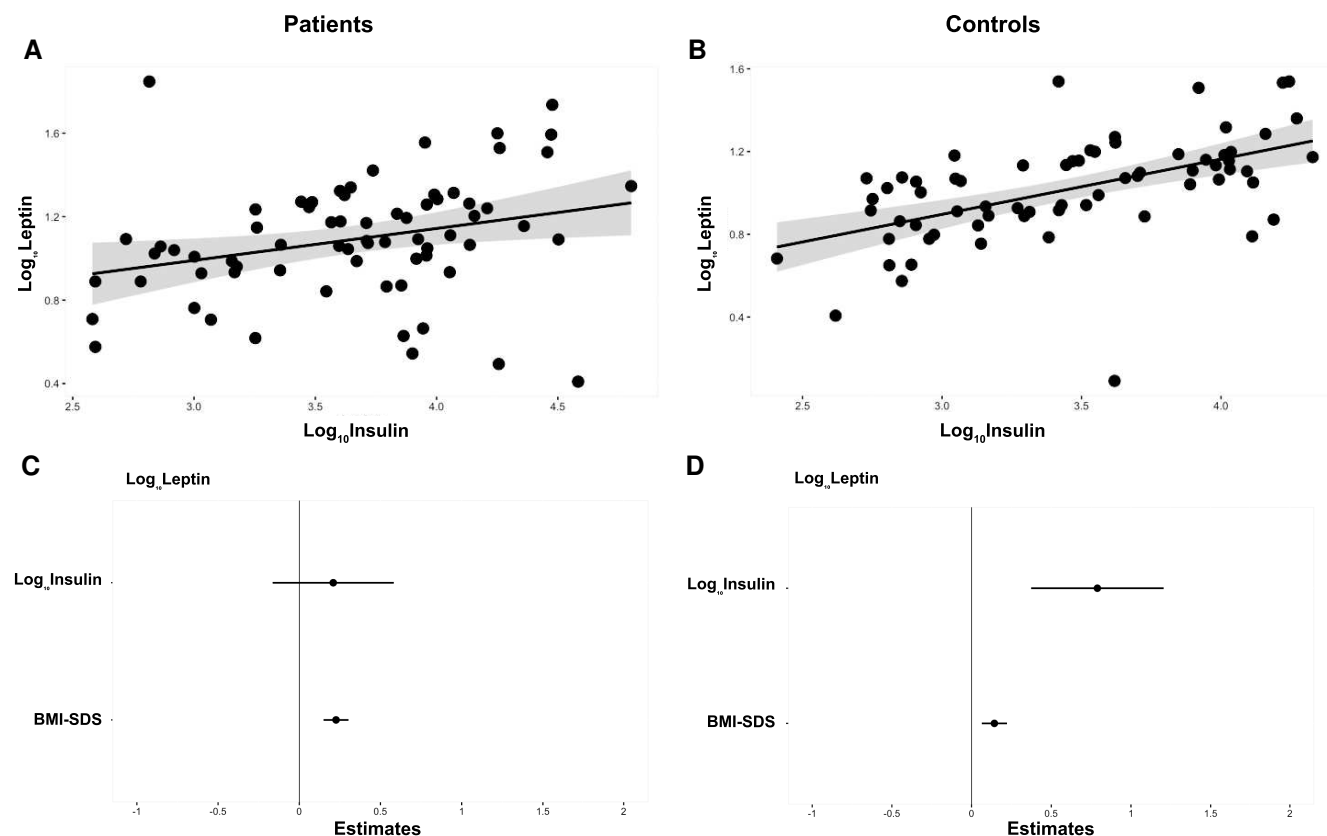 Patients
Controls
A
B
1.6
1.2
0.8
0.4
Log10Leptin
2.5 3.0 3.5 4.0 4.5
Log10Insulin
1.6
1.2
0.8
0.4
Log10Leptin
2.5 3.0 3.5 4.0
Log10Insulin
C
Log10Leptin
Log10Insulin
BMI-SDS
-1 -0.5 0 0.5 1 1.5 2
Estimates
D
Log10Leptin
Log10Insulin
BMI-SDS
-1 -0.5 0 0.5 1 1.5 2
Estimates